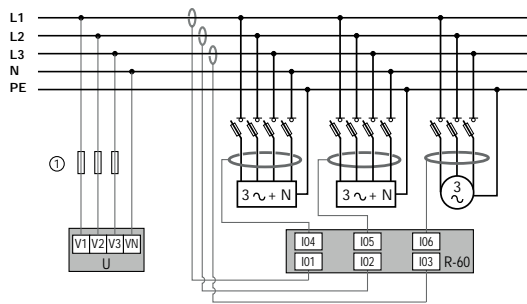 L1
L2
L3
N
PE
1
3 ∿ + N
3 ∿ + N
3 ∿
V1 V2 V3 VN
U
I04 I05 I06
I01 I02 I03
R-60